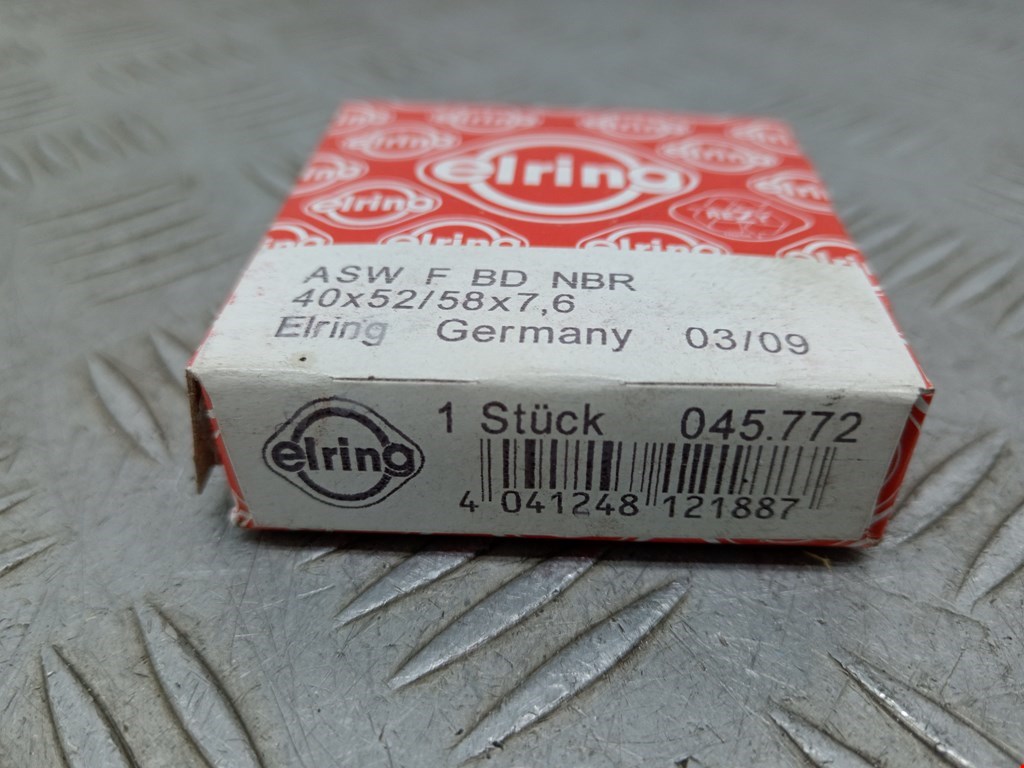 elring
elring
ASW F BD NBR
40x52/58x7,6
Elring Germany 03/09
elring
1 Stück 045.772
4 041248 121887